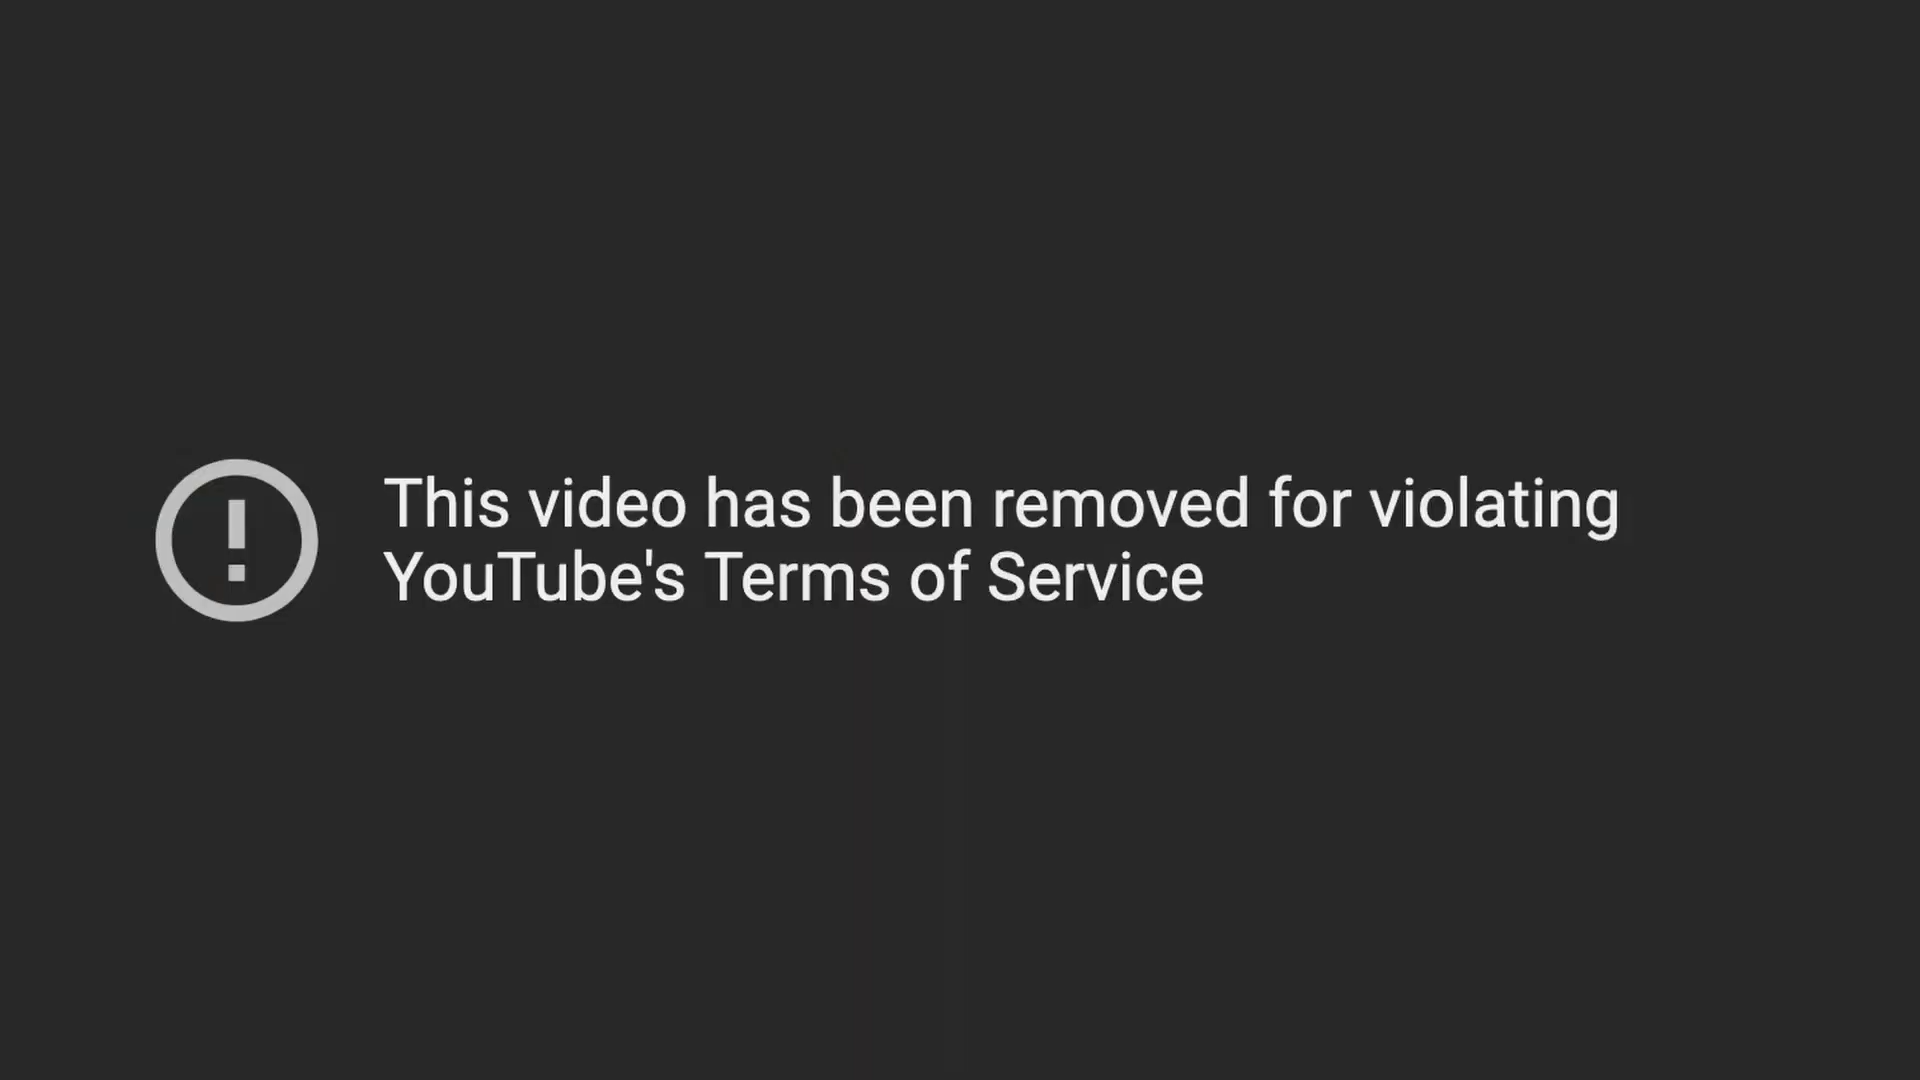 This video has been removed for violating
YouTube's Terms of Service